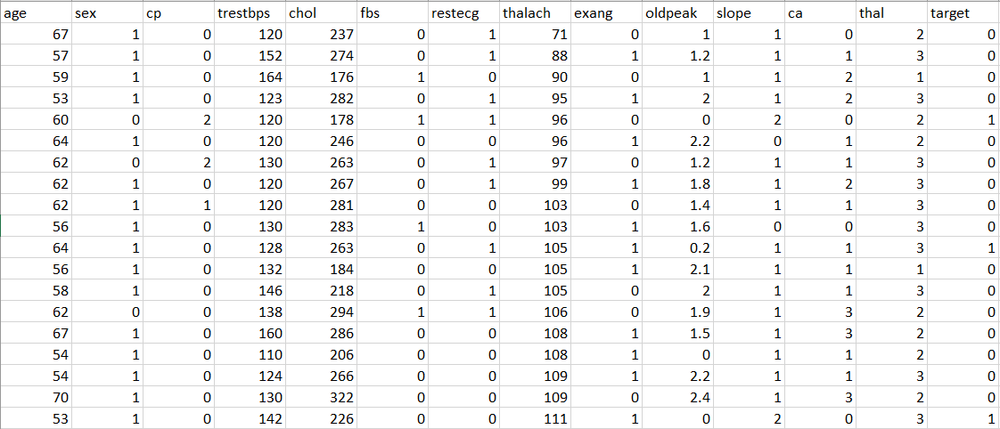 age sex cp trestbps chol fbs restecg thalach exang oldpeak slope ca thal target
67 1 0 120 237 0 1 71 0 1 1 0 2 0
57 1 0 152 274 0 1 88 1 1.2 1 1 3 0
59 1 0 164 176 1 0 90 0 1 1 2 1 0
53 1 0 123 282 0 1 95 1 2 1 2 3 0
60 0 2 120 178 1 1 96 0 0 2 0 2 1
64 1 0 120 246 0 0 96 1 2.2 0 1 2 0
62 0 2 130 263 0 1 97 0 1.2 1 1 3 0
62 1 0 120 267 0 1 99 1 1.8 1 2 3 0
62 1 1 120 281 0 0 103 0 1.4 1 1 3 0
56 1 0 130 283 1 0 103 1 1.6 0 0 3 0
64 1 0 128 263 0 1 105 1 0.2 1 1 3 1
56 1 0 132 184 0 0 105 1 2.1 1 1 1 0
58 1 0 146 218 0 1 105 0 2 1 1 3 0
62 0 0 138 294 1 1 106 0 1.9 1 3 2 0
67 1 0 160 286 0 0 108 1 1.5 1 3 2 0
54 1 0 110 206 0 0 108 1 0 1 1 2 0
54 1 0 124 266 0 0 109 1 2.2 1 1 3 0
70 1 0 130 322 0 0 109 0 2.4 1 3 2 0
53 1 0 142 226 0 0 111 1 0 2 0 3 1